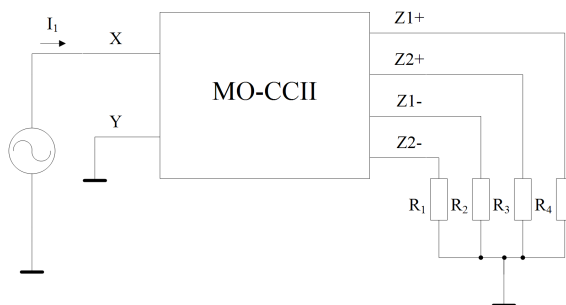 I1
X
Z1+
Z2+
MO-CCII
Z1-
Y
Z2-
R1
R2
R3
R4